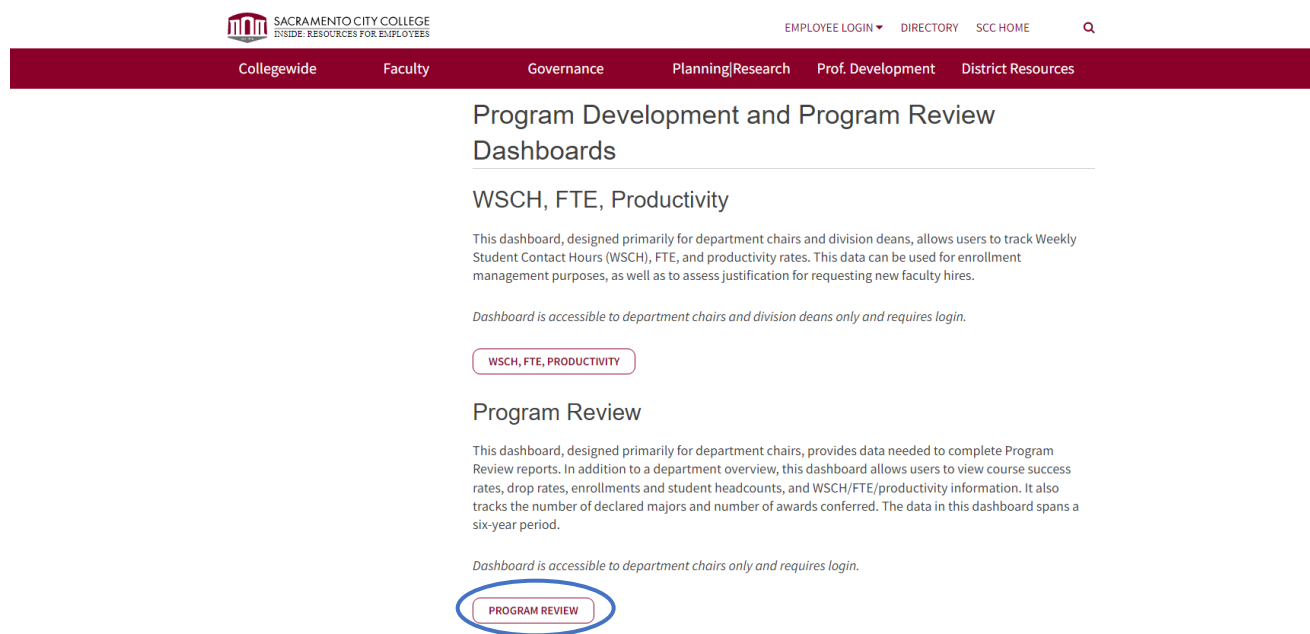 SACRAMENTO CITY COLLEGE
INSIDE: RESOURCES FOR EMPLOYEES
EMPLOYEE LOGIN DIRECTORY SCC HOME
Collegewide Faculty Governance Planning|Research Prof. Development District Resources
Program Development and Program Review
Dashboards
WSCH, FTE, Productivity
This dashboard, designed primarily for department chairs and division deans, allows users to track Weekly
Student Contact Hours (WSCH), FTE, and productivity rates. This data can be used for enrollment
management purposes, as well as to assess justification for requesting new faculty hires.
Dashboard is accessible to department chairs and division deans only and requires login.
WSCH, FTE, PRODUCTIVITY
Program Review
This dashboard, designed primarily for department chairs, provides data needed to complete Program
Review reports. In addition to a department overview, this dashboard allows users to view course success
rates, drop rates, enrollments and student headcounts, and WSCH/FTE/productivity information. It also
tracks the number of declared majors and number of awards conferred. The data in this dashboard spans a
six-year period.
Dashboard is accessible to department chairs only and requires login.
PROGRAM REVIEW